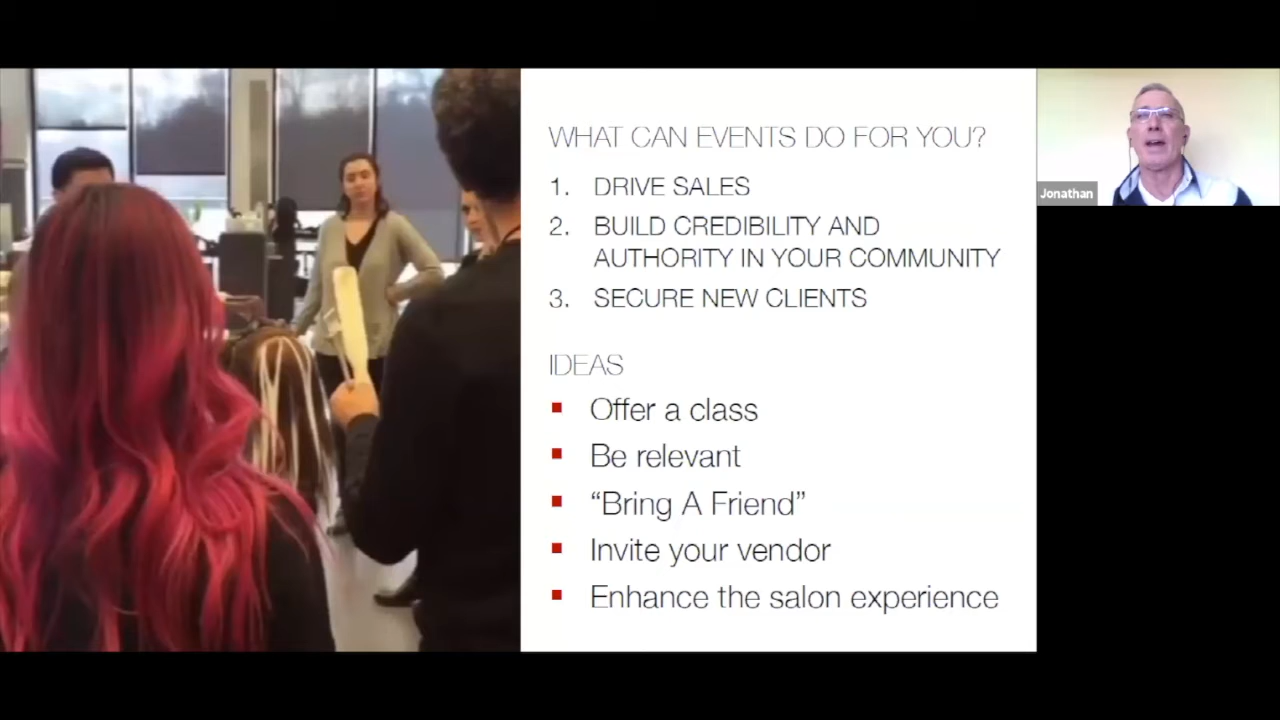 WHAT CAN EVENTS DO FOR YOU?
1. DRIVE SALES
2. BUILD CREDIBILITY AND
AUTHORITY IN YOUR COMMUNITY
3. SECURE NEW CLIENTS
IDEAS
▪ Offer a class
▪ Be relevant
▪ “Bring A Friend”
▪ Invite your vendor
▪ Enhance the salon experience
Jonathan